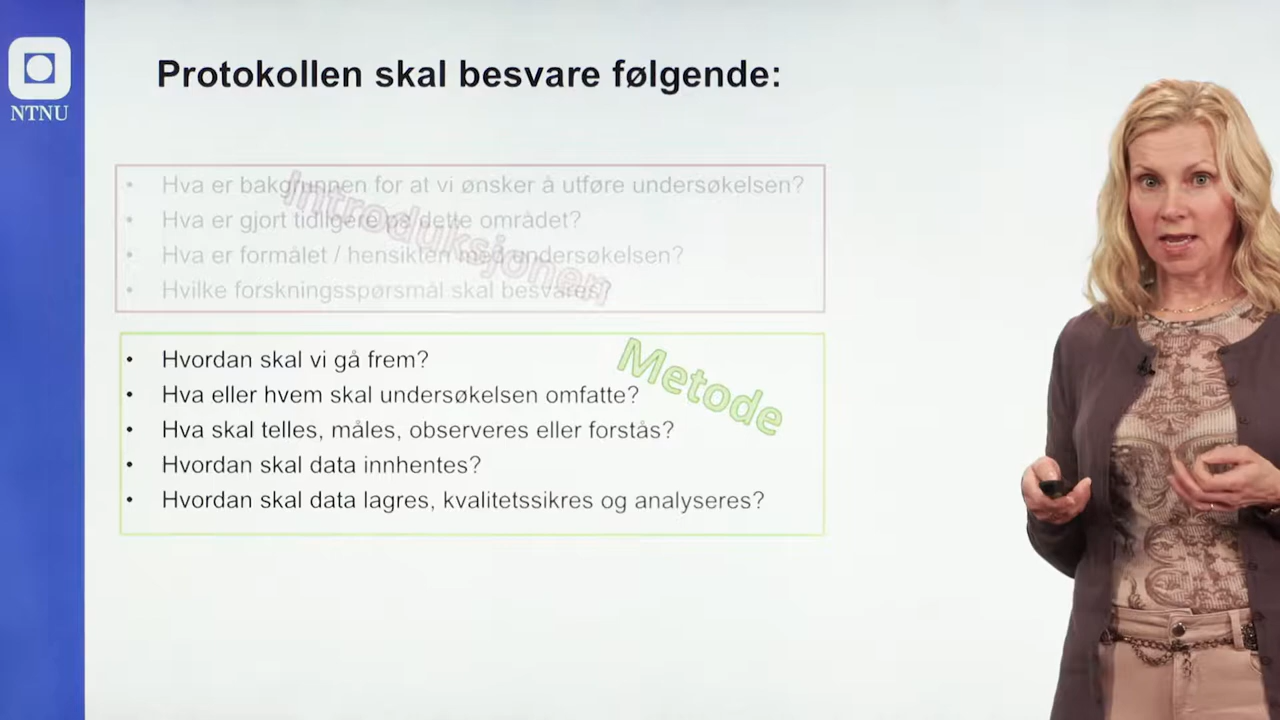 NTNU
Protokollen skal besvare følgende:
• Hva er bakgrunnen for at vi ønsker å utføre undersøkelsen?
• Hva er gjort tidligere på dette området?
• Hva er formålet / hensikten med undersøkelsen?
• Hvilke forskningsspørsmål skal besvares?
Introduksjonen
• Hvordan skal vi gå frem?
• Hva eller hvem skal undersøkelsen omfatte?
• Hva skal telles, måles, observeres eller forstås?
• Hvordan skal data innhentes?
• Hvordan skal data lagres, kvalitetssikres og analyseres?
Metode